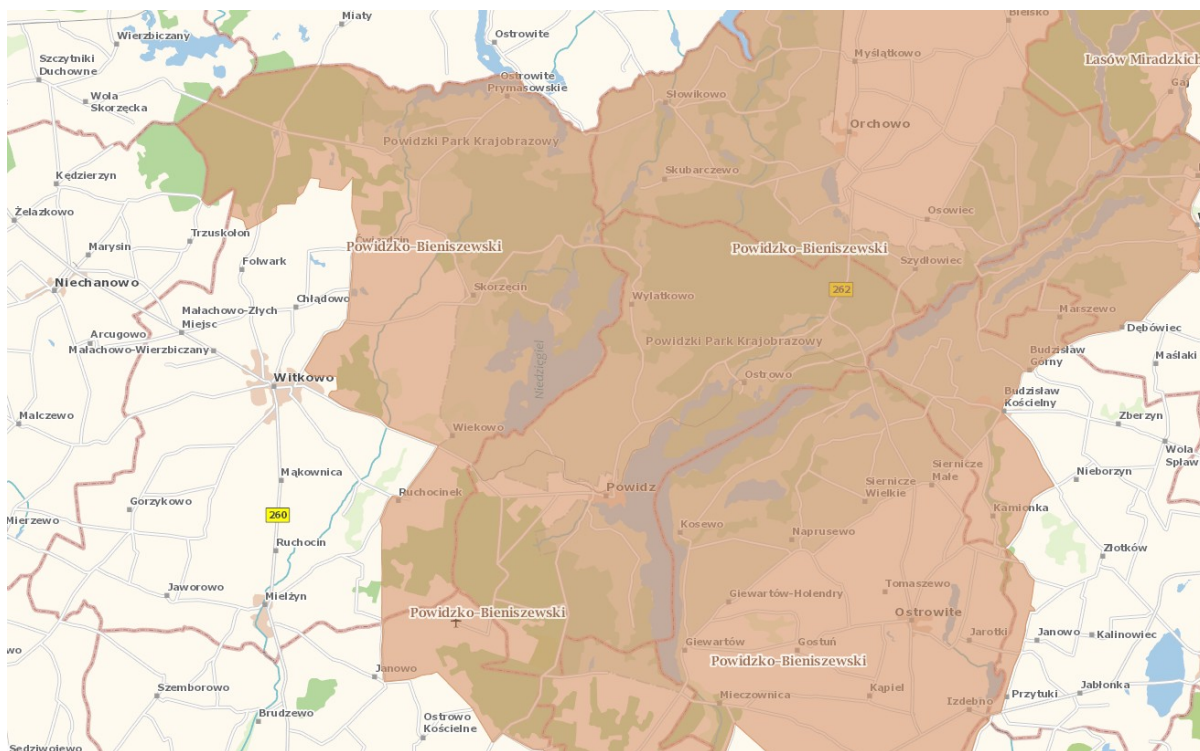 Miaty
Bielsko
Wierzbiczany
Ostrowite
Myślątkowo
Szczytniki
Duchowne
Lasów Miradzkich
Ostrowite
Prymasowskie
Gaj
Wola
Skorzęcka
Słowikowo
Orchowo
Powidzki Park Krajobrazowy
Kędzierzyn
Skubarczewo
Żelazkowo
Osowiec
Trzuskołoń
Marysin
Powidzko-Bieniszewski
Powidzko-Bieniszewski
Folwark
Szydłowiec
Niechanowo
Skorzęcin
262
Chłądowo
Wylatkowo
Małachowo-Złych
Miejsc
Marszewo
Arcugowo
Dębówiec
Małachowo-Wierzbiczany
Powidzki Park Krajobrazowy
Budzisław
Górny
Maślaki
Niedzięgiel
Witkowo
Ostrowo
Budzisław
Kościelny
Malczewo
Zberzyn
Wiekowo
Wola
Spław
Mąkownica
Siernicze
Małe
Nieborzyn
Powidz
Siernicze
Wielkie
Ruchocinek
Gorzykowo
Kamionka
260
Mierzewo
Kosewo
Naprusewo
Ruchocin
Złotków
Jaworowo
Tomaszewo
Mielżyn
Giewartów-Holendry
Powidzko-Bieniszewski
Ostrowite
Giewartów
Gostuń
Jarotki
Janowo
Kalinowiec
Powidzko-Bieniszewski
Janowo
Szemborowo
Mieczownica
Kąpiel
Przytuki
Jabłonka
Izdebno
Brudzewo
Ostrowo
Kościelne
Sędziwojewo